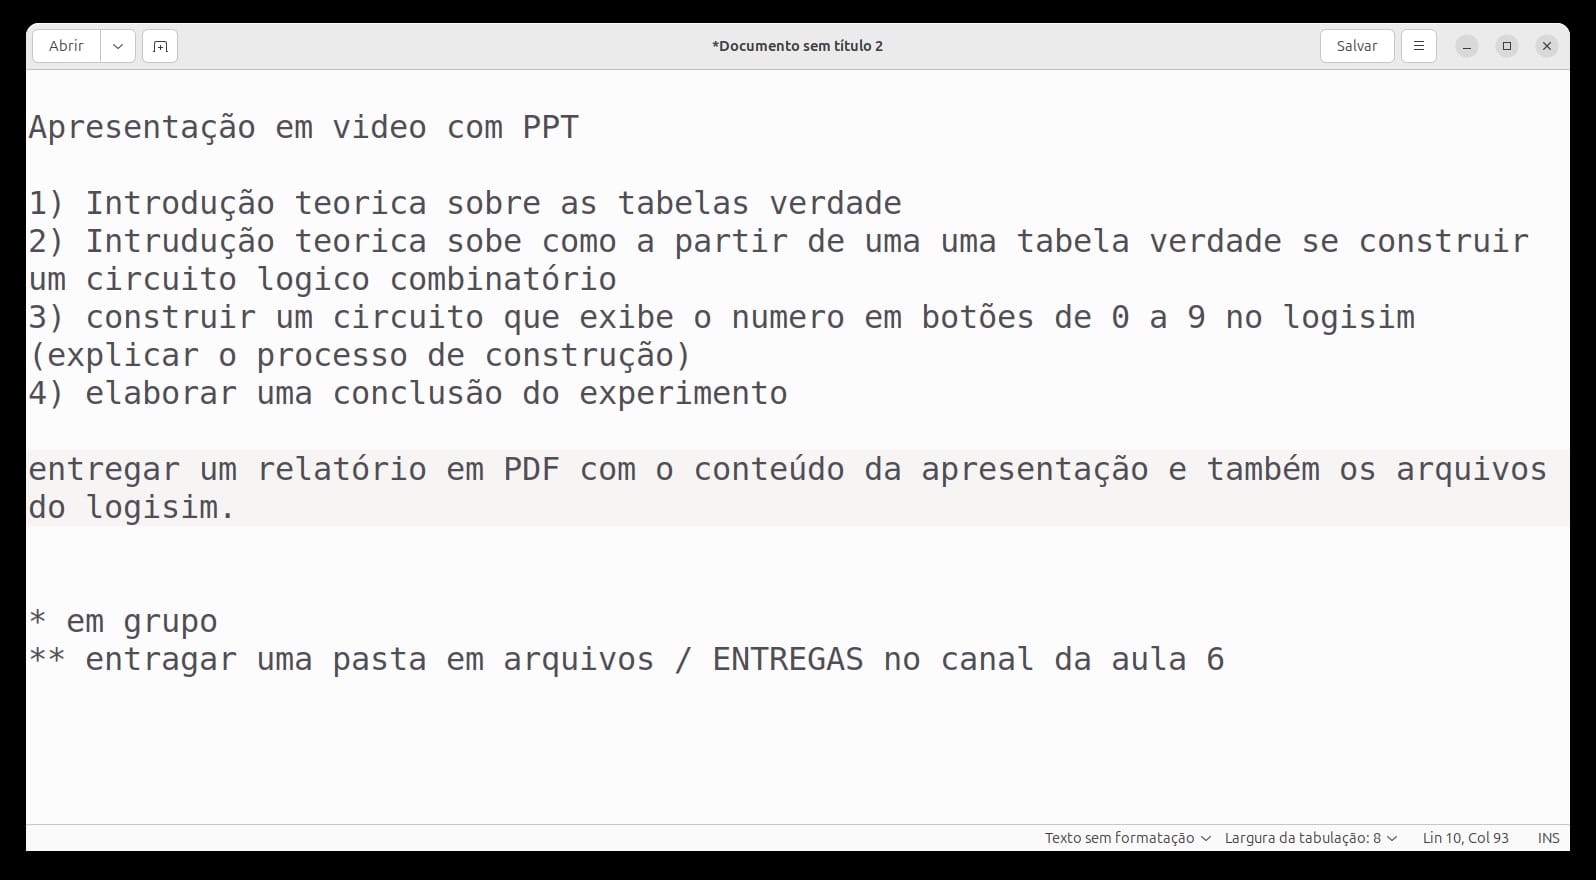 Abrir
*Documento sem título 2
Salvar
Apresentação em video com PPT
1) Introdução teorica sobre as tabelas verdade
2) Intrudução teorica sobe como a partir de uma uma tabela verdade se construir
um circuito logico combinatório
3) construir um circuito que exibe o numero em botões de 0 a 9 no logisim
(explicar o processo de construção)
4) elaborar uma conclusão do experimento
entregar um relatório em PDF com o conteúdo da apresentação e também os arquivos
do logisim.
* em grupo
** entragar uma pasta em arquivos / ENTREGAS no canal da aula 6
Texto sem formatação Largura da tabulação: 8 Lin 10, Col 93 INS